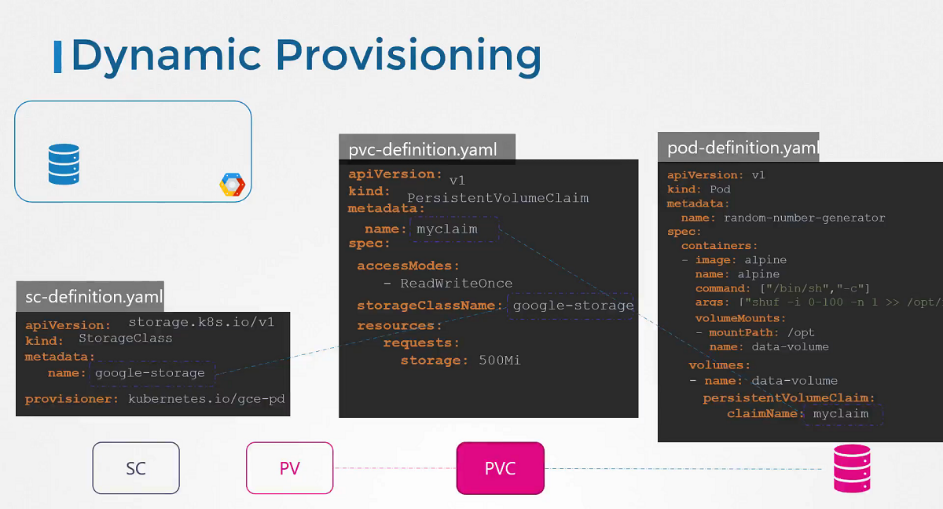 Dynamic Provisioning
sc-definition.yaml
apiVersion: storage.k8s.io/v1
kind: StorageClass
metadata:
name: google-storage
provisioner: kubernetes.io/gce-pd
pvc-definition.yaml
apiVersion: v1
kind: PersistentVolumeClaim
metadata:
name: myclaim
spec:
accessModes:
- ReadWriteOnce
storageClassName: google-storage
resources:
requests:
storage: 500Mi
pod-definition.yaml
apiVersion: v1
kind: Pod
metadata:
name: random-number-generator
spec:
containers:
- image: alpine
name: alpine
command: ["/bin/sh","-c"]
args: ["shuf -i 0-100 -n 1 >> /opt/
volumeMounts:
- mountPath: /opt
name: data-volume
volumes:
- name: data-volume
persistentVolumeClaim:
claimName: myclaim
SC
PV
PVC